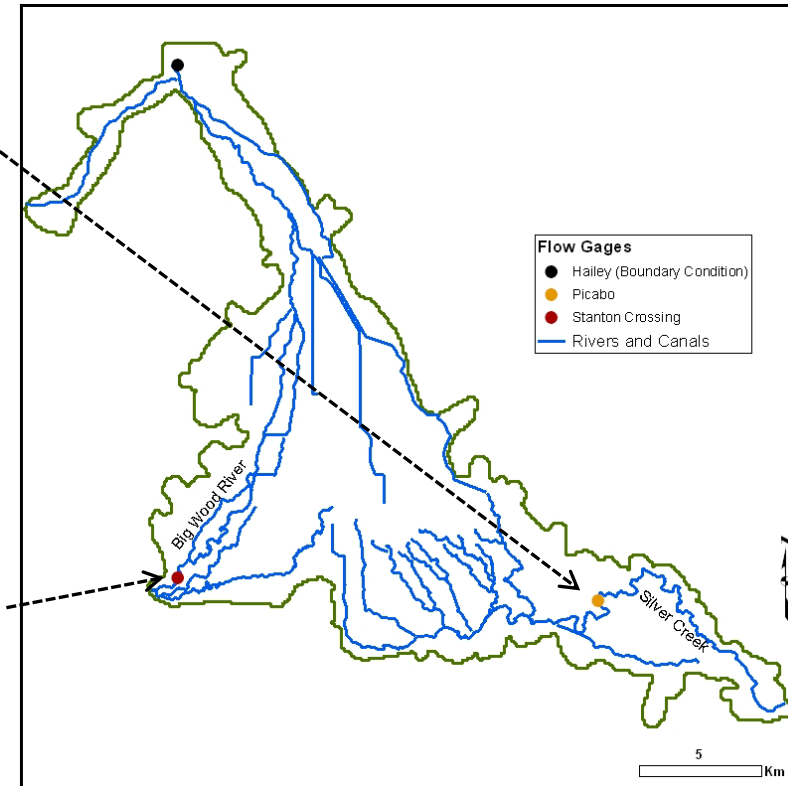 Flow Gages
Hailey (Boundary Condition)
Picabo
Stanton Crossing
Rivers and Canals
Big Wood River
Silver Creek
5
Km